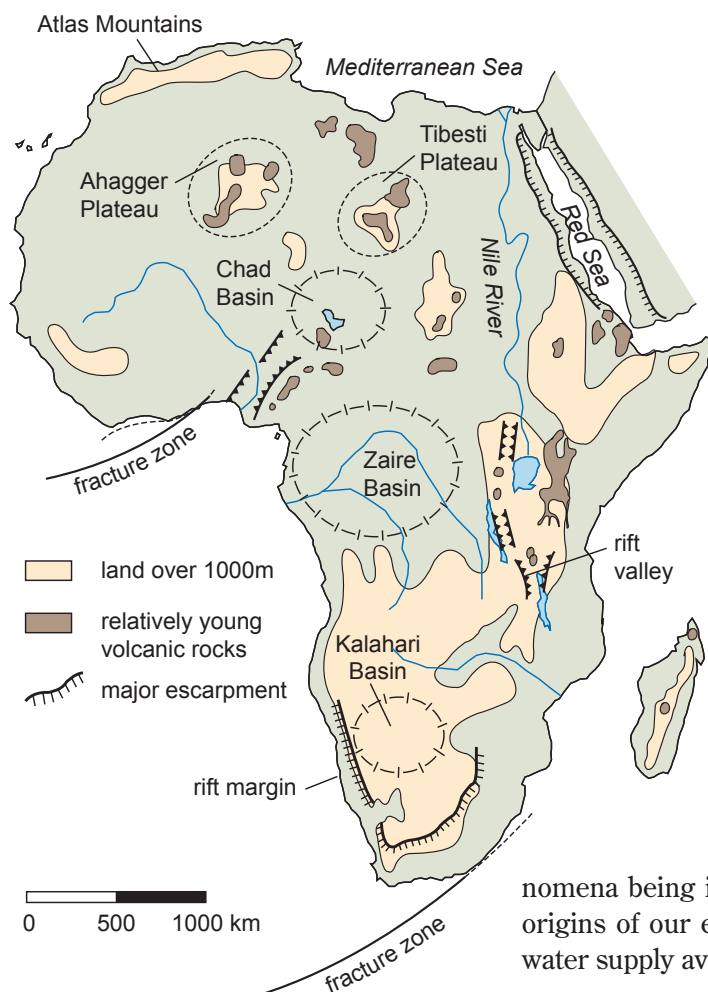 Atlas Mountains
Mediterranean Sea
Tibesti
Plateau
Ahagger
Plateau
Red Sea
Chad
Basin
Nile River
fracture zone
Zaire
Basin
rift
valley
land over 1000m
relatively young
volcanic rocks
major escarpment
Kalahari
Basin
rift margin
0 500 1000 km
fracture zone
nomena being i
origins of our e
water supply av